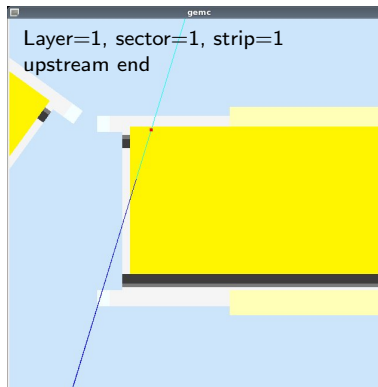 gemc
Layer=1, sector=1, strip=1
upstream end